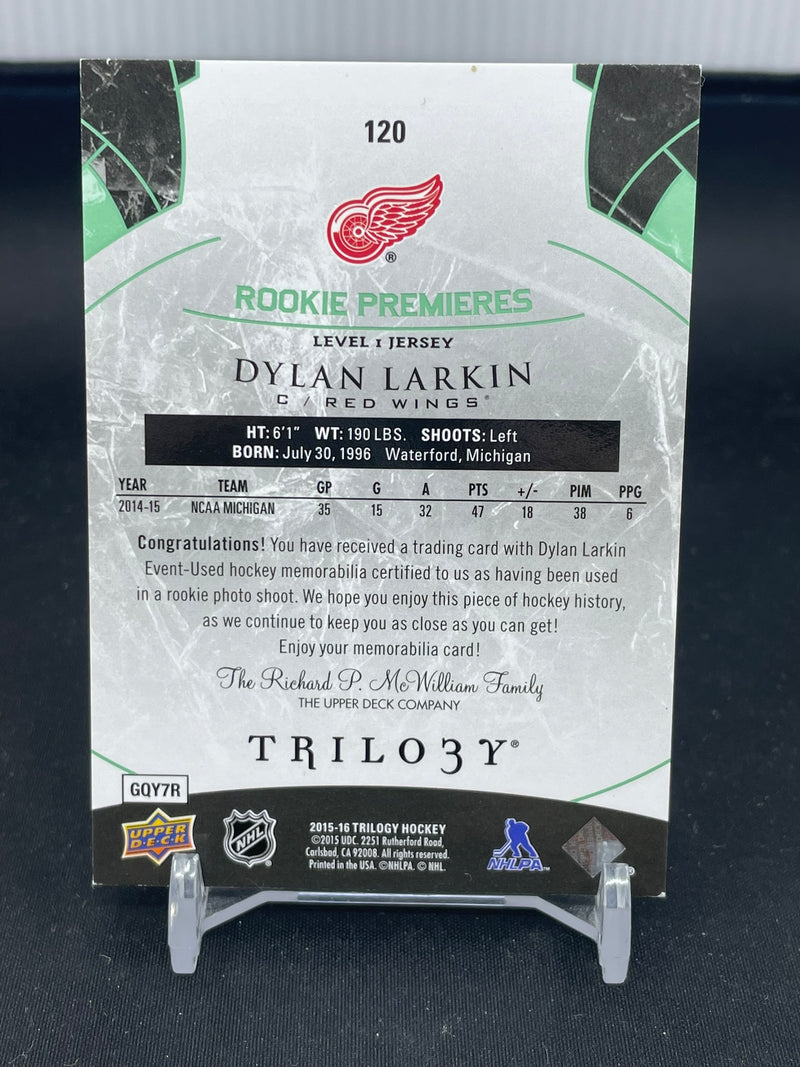 120
®
ROOKIE PREMIERES
LEVEL 1 JERSEY
DYLAN LARKIN
C / RED WINGS®
HT: 6'1" WT: 190 LBS. SHOOTS: Left
BORN: July 30, 1996 Waterford, Michigan
YEAR TEAM GP G A PTS +/- PIM PPG
2014-15 NCAA MICHIGAN 35 15 32 47 18 38 6
Congratulations! You have received a trading card with Dylan Larkin
Event-Used hockey memorabilia certified to us as having been used
in a rookie photo shoot. We hope you enjoy this piece of hockey history,
as we continue to keep you as close as you can get!
Enjoy your memorabilia card!
The Richard P. McWilliam Family
THE UPPER DECK COMPANY
TRILO3Y®
GQY7R
UPPER
D·E·C·K
NHL
2015-16 TRILOGY HOCKEY
©2015 UDC. 2251 Rutherford Road,
Carlsbad, CA 92008. All rights reserved.
Printed in the USA. ©NHLPA. © NHL.
NHLPA™